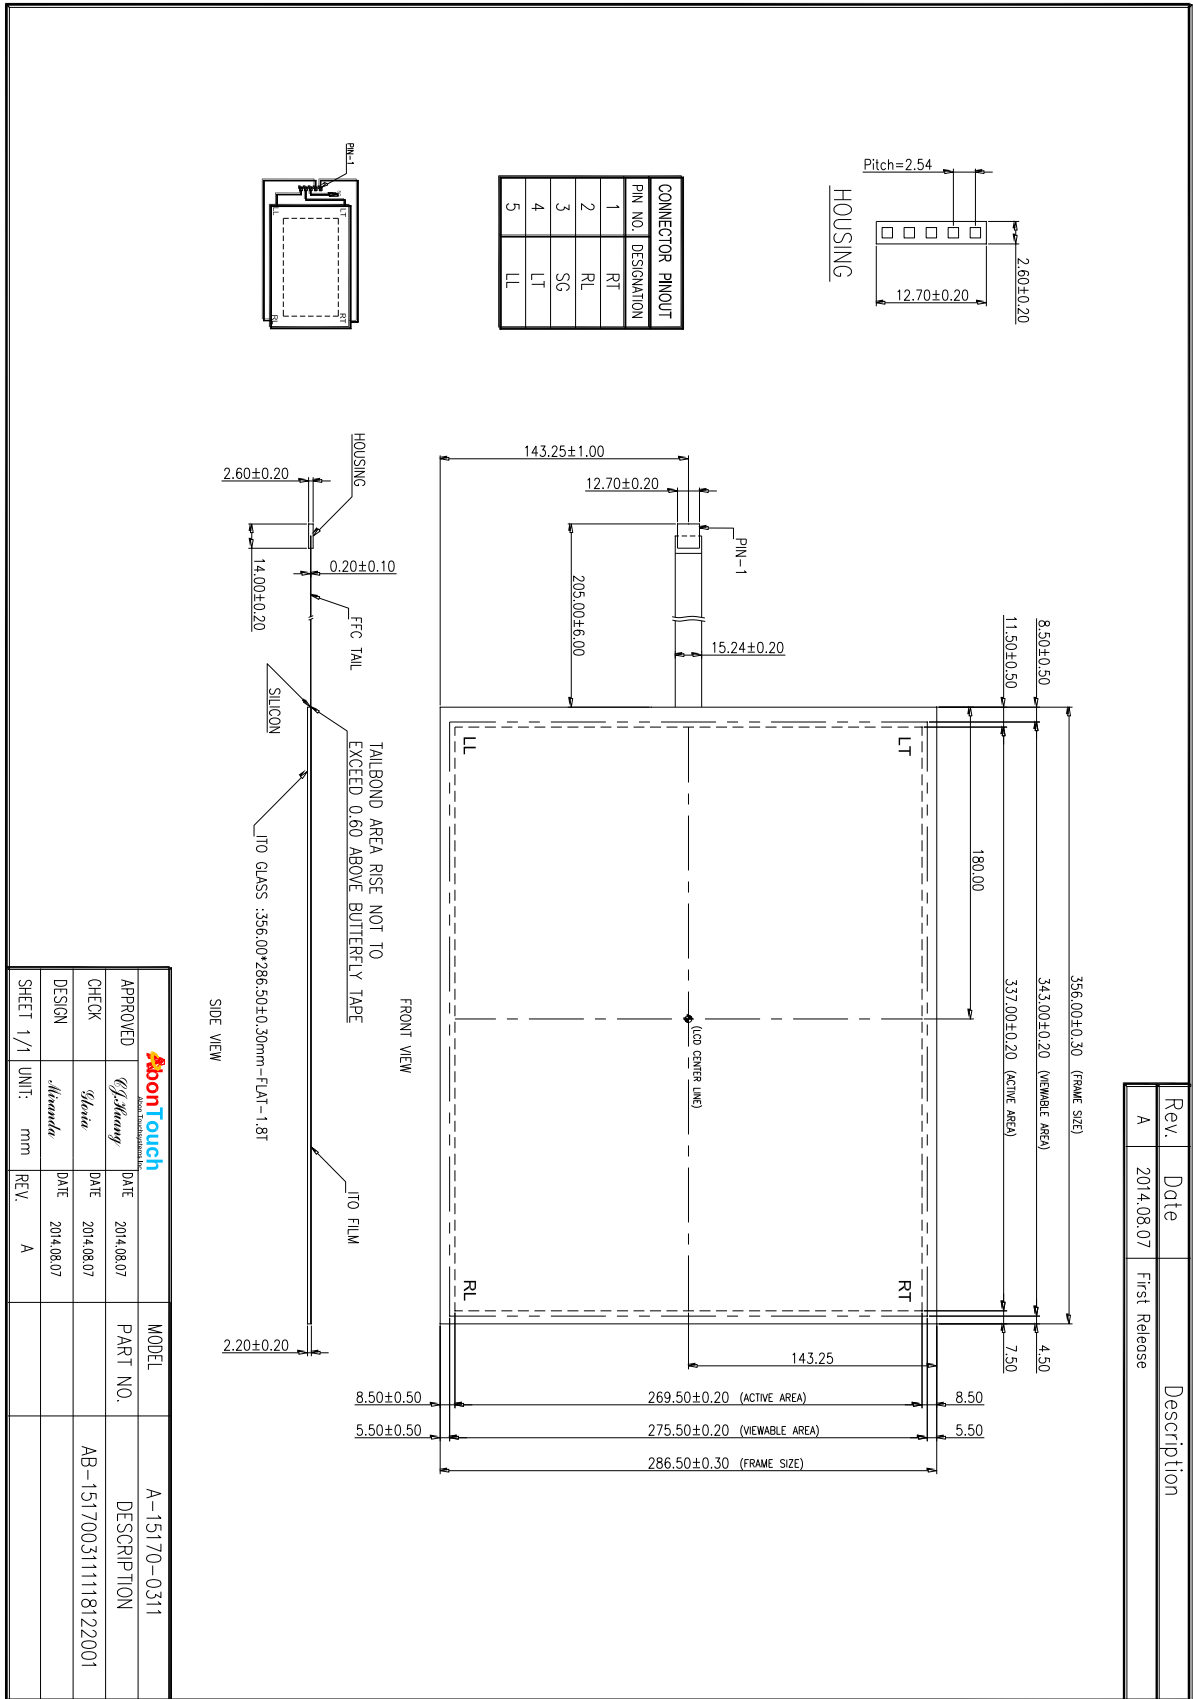 Rev. Date Description
A 2014.08.07 First Release
Pitch=2.54
2.60±0.20
12.70±0.20
HOUSING
CONNECTOR PINOUT
PIN NO. DESIGNATION
1 RT
2 RL
3 SG
4 LT
5 LL
PIN-1
LL
LT
RL
RT
356.00±0.30 (FRAME SIZE)
343.00±0.20 (VIEWABLE AREA)
337.00±0.20 (ACTIVE AREA)
8.50±0.50
11.50±0.50
4.50
7.50
180.00
143.25±1.00
12.70±0.20
PIN-1
205.00±6.00
15.24±0.20
LT
RT
LL
RL
(LCD CENTER LINE)
143.25
8.50±0.50
269.50±0.20 (ACTIVE AREA)
8.50
5.50±0.50
275.50±0.20 (VIEWABLE AREA)
5.50
286.50±0.30 (FRAME SIZE)
FRONT VIEW
HOUSING
2.60±0.20
14.00±0.20
0.20±0.10
FFC TAIL
SILICON
TAILBOND AREA RISE NOT TO
EXCEED 0.60 ABOVE BUTTERFLY TAPE
ITO GLASS :356.00*286.50±0.30mm-FLAT-1.8T
ITO FILM
2.20±0.20
SIDE VIEW
AbonTouch
Abon Touchsystems Inc.
MODEL A-15170-0311
APPROVED C.J.Huang DATE 2014.08.07 PART NO. DESCRIPTION
CHECK Gloria DATE 2014.08.07 AB-1517003111118122001
DESIGN Miranda DATE 2014.08.07
SHEET 1/1 UNIT: mm REV. A